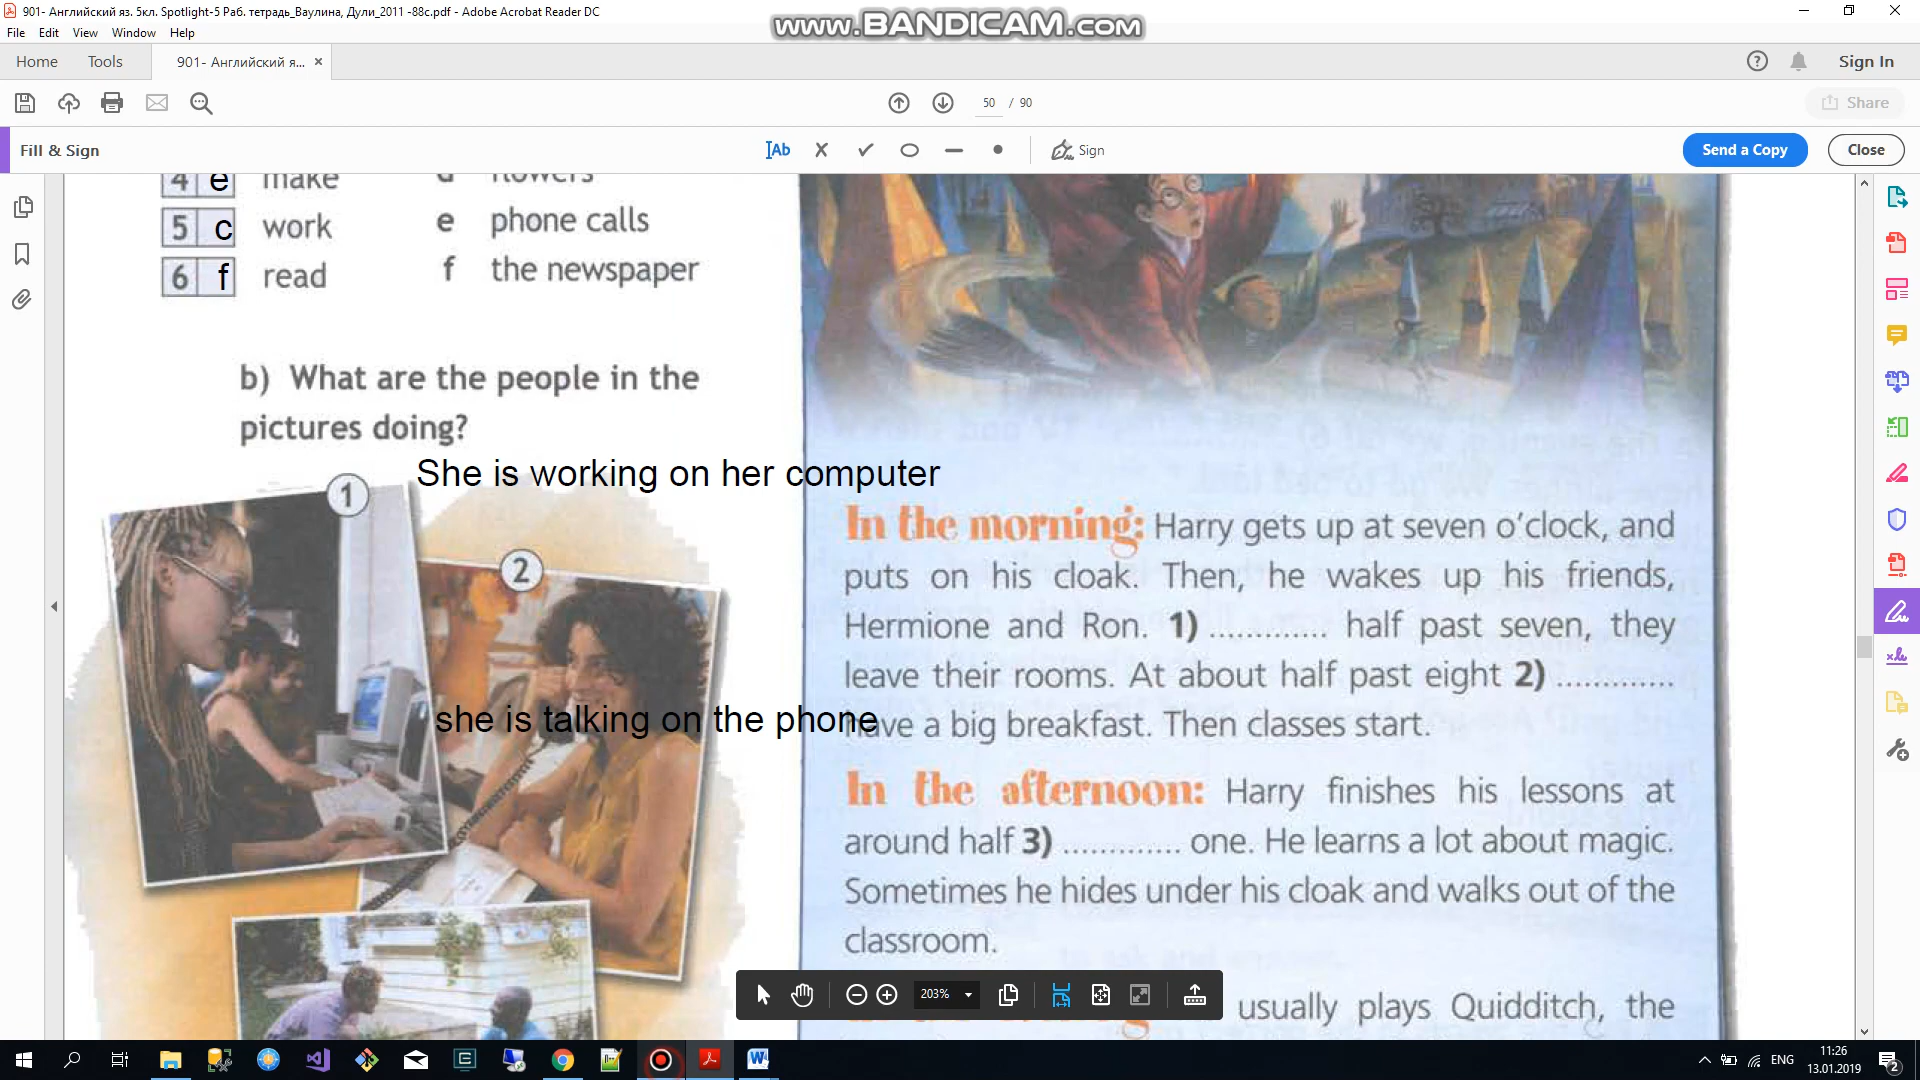 901- Английский яз. 5кл. Spotlight-5 Раб. тетрадь_Ваулина, Дули_2011 -88с.pdf - Adobe Acrobat Reader DC
www.BANDICAM.com
File Edit View Window Help
Home Tools 901- Английский я... Sign In
50 / 90 Share
Fill & Sign Ab Sign Send a Copy Close
4 e make d flowers
5 c work e phone calls
6 f read f the newspaper
b) What are the people in the
pictures doing?
She is working on her computer
1
2
she is talking on the phone
In the morning: Harry gets up at seven o'clock, and
puts on his cloak. Then, he wakes up his friends,
Hermione and Ron. 1) ............. half past seven, they
leave their rooms. At about half past eight 2) .............
have a big breakfast. Then classes start.
In the afternoon: Harry finishes his lessons at
around half 3) ............. one. He learns a lot about magic.
Sometimes he hides under his cloak and walks out of the
classroom.
usually plays Quidditch, the
203%
ENG
11:26
13.01.2019
2